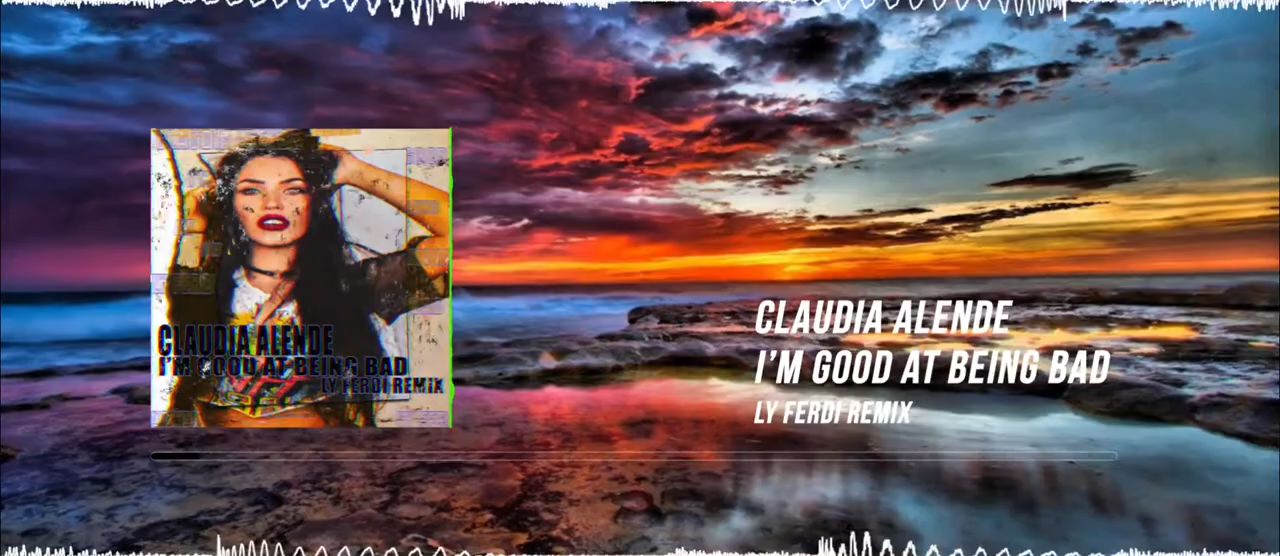 CLAUDIA ALENDE
I'M GOOD AT BEING BAD
LY FERDI REMIX
CLAUDIA ALENDE
I'M GOOD AT BEING BAD
LY FERDI REMIX